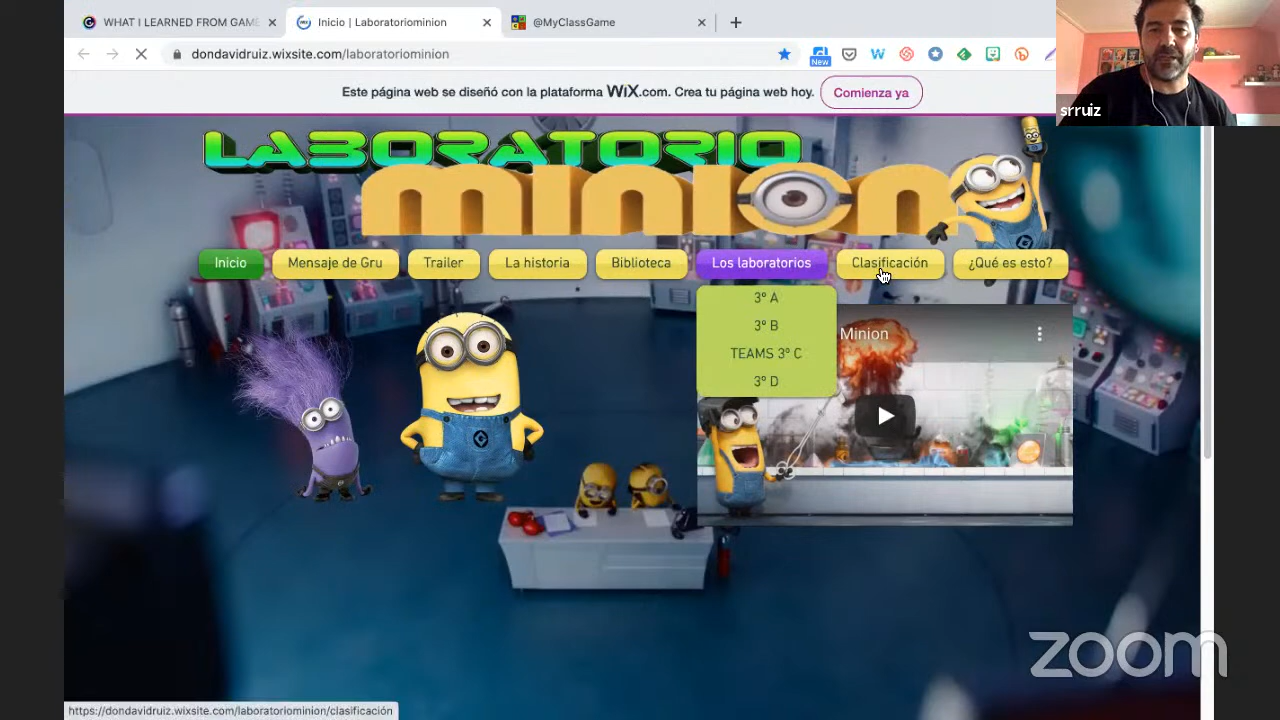 WHAT I LEARNED FROM GAME
Inicio | Laboratoriominion
@MyClassGame
dondavidruiz.wixsite.com/laboratoriominion
New
Este página web se diseñó con la plataforma WiX.com. Crea tu página web hoy.
Comienza ya
srruiz
LABORATORIO
minion
Inicio
Mensaje de Gru
Trailer
La historia
Biblioteca
Los laboratorios
Clasificación
¿Qué es esto?
3º A
3º B
TEAMS 3º C
3º D
Minion
zoom
https://dondavidruiz.wixsite.com/laboratoriominion/clasificación